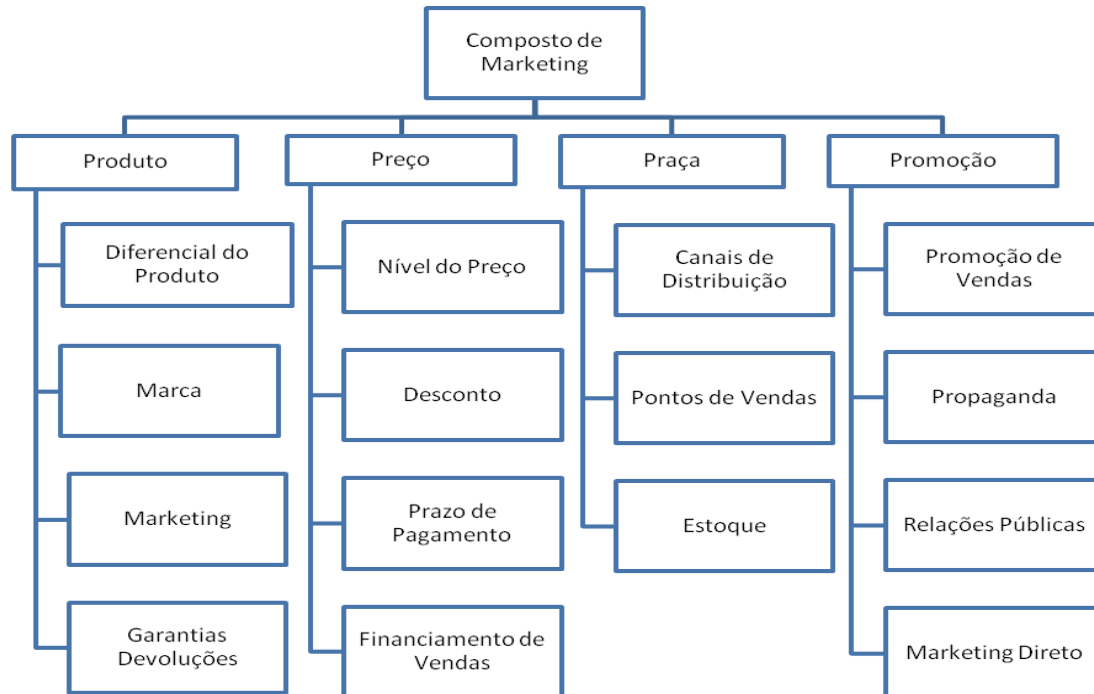 Composto de
Marketing
Produto
Preço
Praça
Promoção
Diferencial do
Produto
Marca
Marketing
Garantias
Devoluções
Nível do Preço
Desconto
Prazo de
Pagamento
Financiamento de
Vendas
Canais de
Distribuição
Pontos de Vendas
Estoque
Promoção de
Vendas
Propaganda
Relações Públicas
Marketing Direto